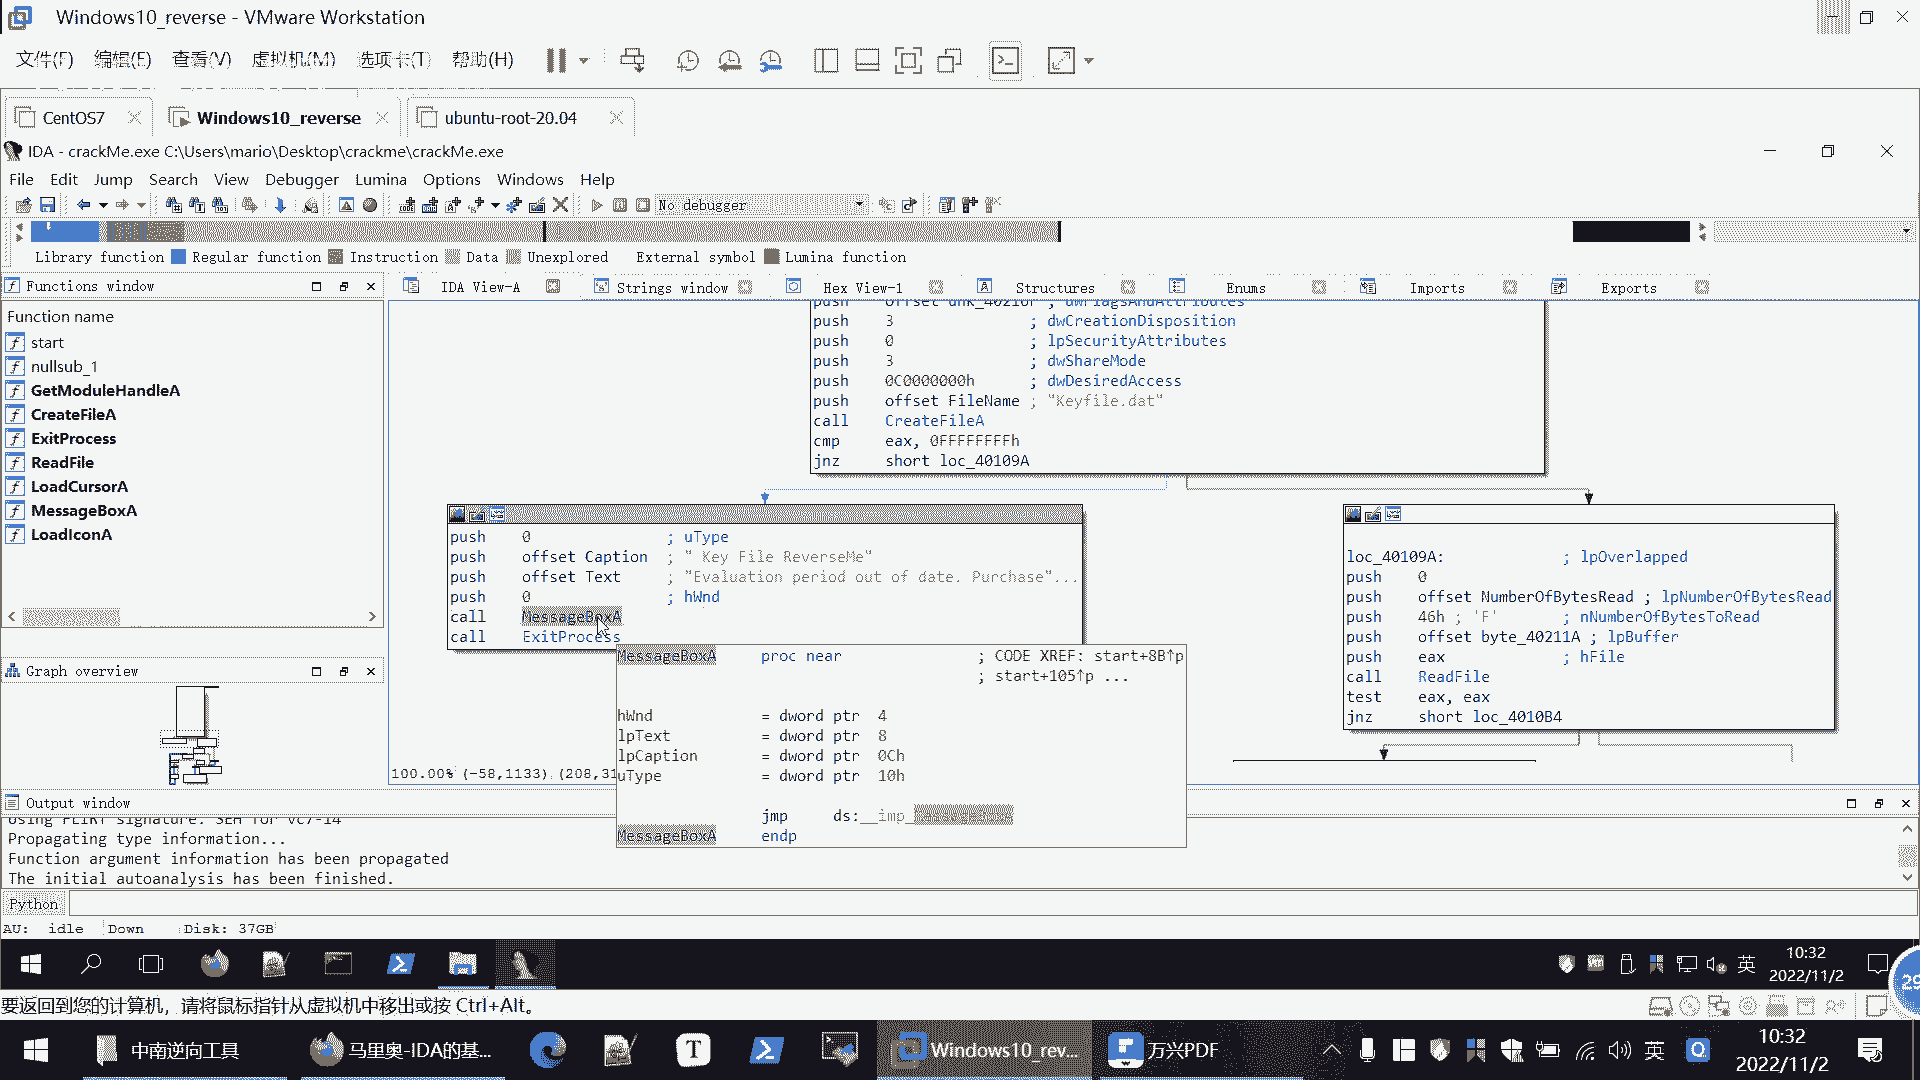 Windows10_reverse - VMware Workstation
文件(F) 编辑(E) 查看(V) 虚拟机(M) 选项卡(T) 帮助(H)
CentOS7 Windows10_reverse ubuntu-root-20.04
IDA - crackMe.exe C:\Users\mario\Desktop\crackme\crackMe.exe
File Edit Jump Search View Debugger Lumina Options Windows Help
No debugger
Library function Regular function Instruction Data Unexplored External symbol Lumina function
Functions window
IDA View-A Strings window Hex View-1 Structures Enums Imports Exports
Function name
start
nullsub_1
GetModuleHandleA
CreateFileA
ExitProcess
ReadFile
LoadCursorA
MessageBoxA
LoadIconA
Graph overview
push offset unk_40216F ; dwFlagsAndAttributes
push 3 ; dwCreationDisposition
push 0 ; lpSecurityAttributes
push 3 ; dwShareMode
push 0C0000000h ; dwDesiredAccess
push offset FileName ; "Keyfile.dat"
call CreateFileA
cmp eax, 0FFFFFFFFh
jnz short loc_40109A
push 0 ; uType
push offset Caption ; " Key File ReverseMe"
push offset Text ; "Evaluation period out of date. Purchase"...
push 0 ; hWnd
call MessageBoxA
call ExitProcess
loc_40109A: ; lpOverlapped
push 0
push offset NumberOfBytesRead ; lpNumberOfBytesRead
push 46h ; 'F' ; nNumberOfBytesToRead
push offset byte_40211A ; lpBuffer
push eax ; hFile
call ReadFile
test eax, eax
jnz short loc_4010B4
MessageBoxA proc near ; CODE XREF: start+8B↑p
; start+105↑p ...
hWnd = dword ptr 4
lpText = dword ptr 8
lpCaption = dword ptr 0Ch
uType = dword ptr 10h
jmp ds:__imp_MessageBoxA
MessageBoxA endp
100.00% (-58,1133) (208,31
Output window
Using FLIRT signature: SEH for vc7-14
Propagating type information...
Function argument information has been propagated
The initial autoanalysis has been finished.
Python
AU: idle Down Disk: 37GB
英
10:32
2022/11/2
29
要返回到您的计算机，请将鼠标指针从虚拟机中移出或按 Ctrl+Alt。
中南逆向工具 马里奥-IDA的基... T Windows10_rev... 万兴PDF 英
10:32
2022/11/2